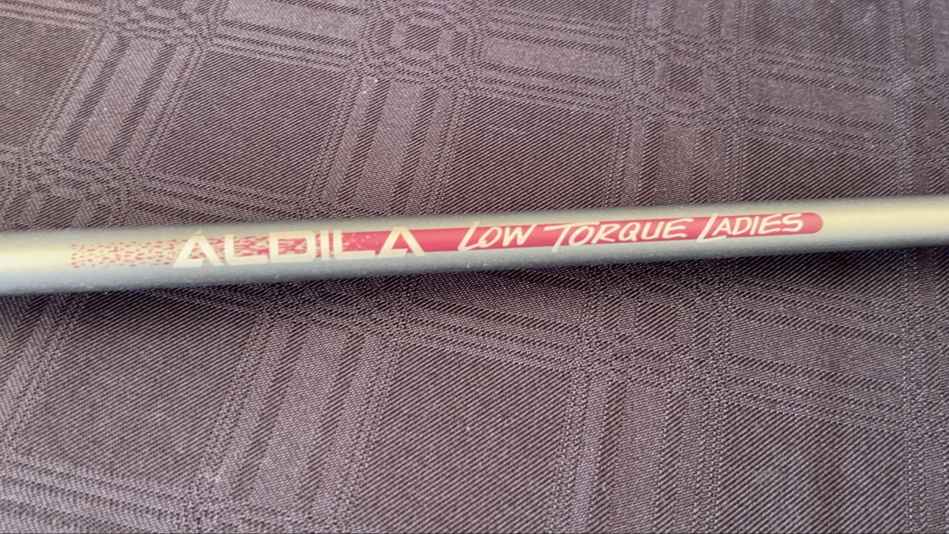 ALDILA LOW TORQUE LADIES